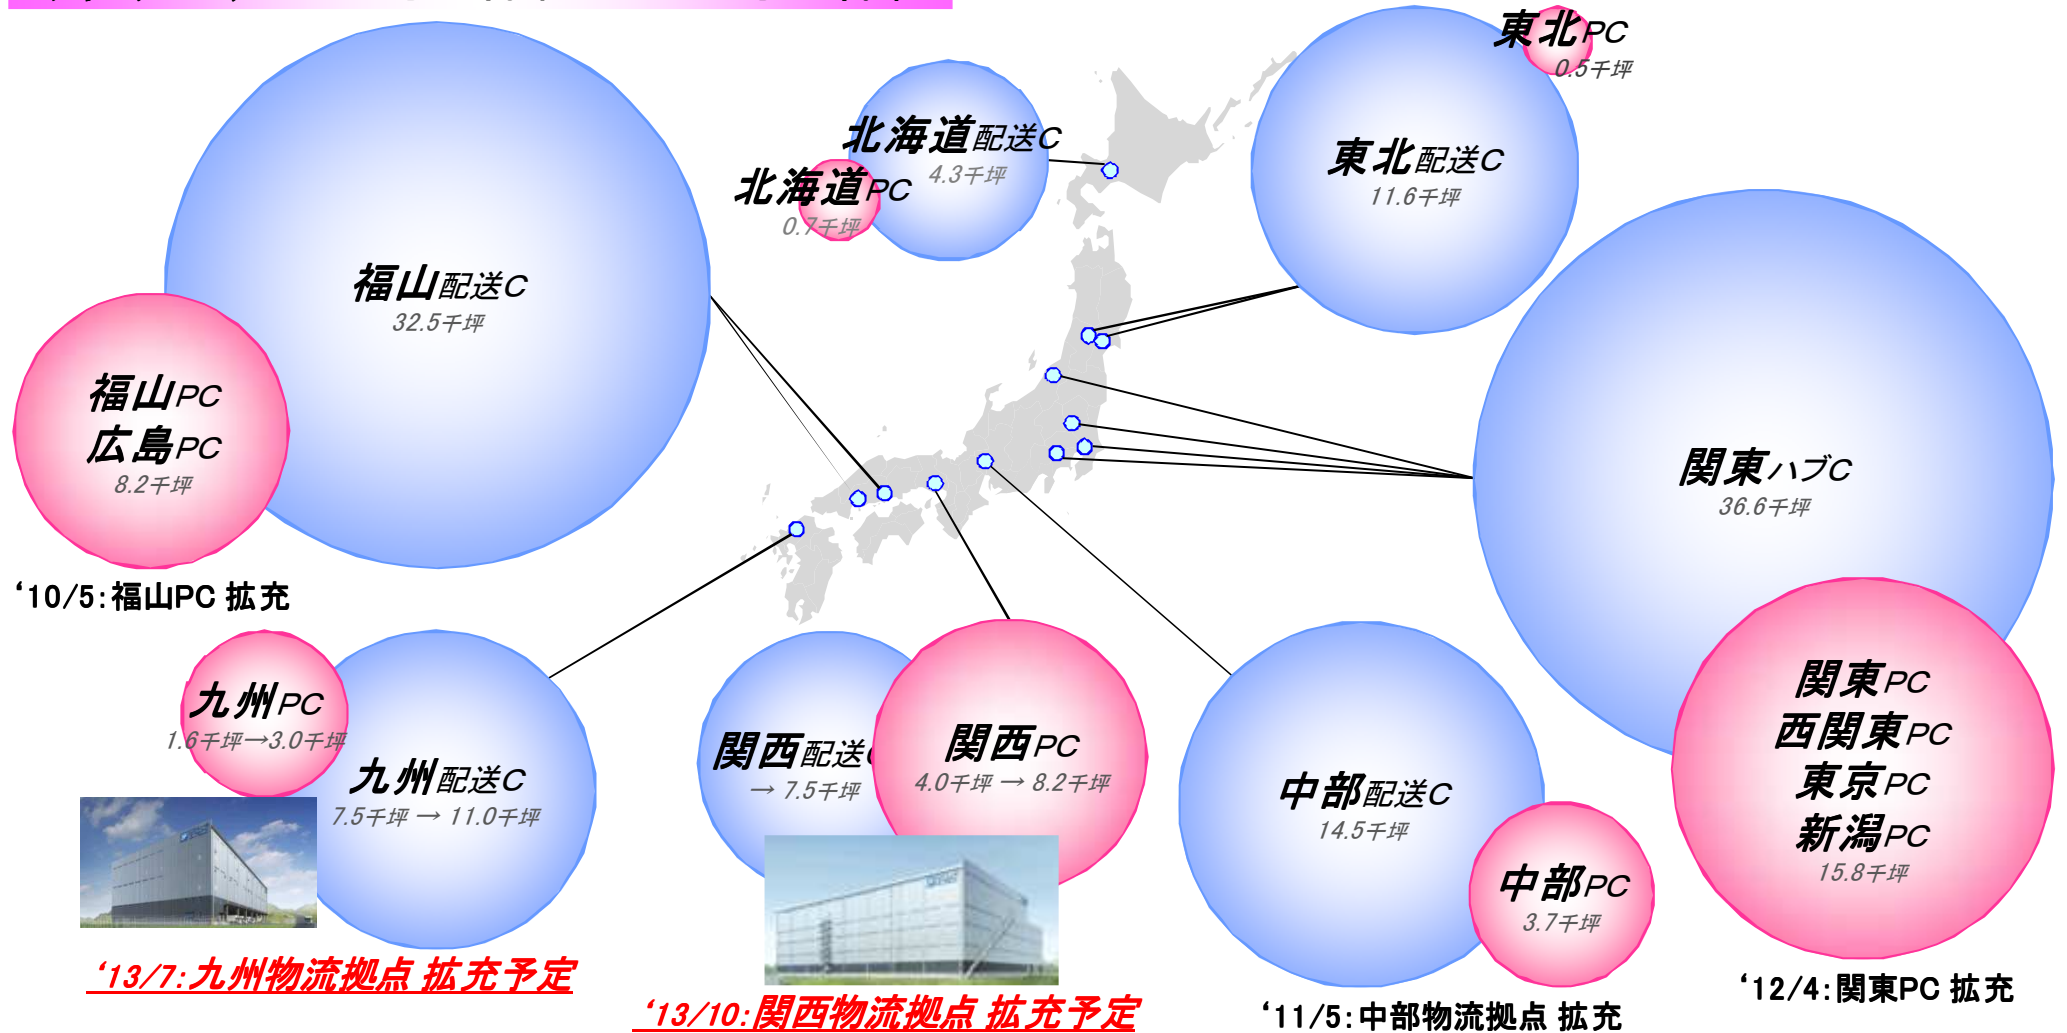 東北PC
0.5千坪
北海道配送C
4.3千坪
北海道PC
0.7千坪
東北配送C
11.6千坪
福山配送C
32.5千坪
福山PC
広島PC
8.2千坪
‘10/5:福山PC 拡充
関東ハブC
36.6千坪
関東PC
西関東PC
東京PC
新潟PC
15.8千坪
‘12/4:関東PC 拡充
九州PC
1.6千坪→3.0千坪
九州配送C
7.5千坪 → 11.0千坪
‘13/7:九州物流拠点 拡充予定
関西配送
→ 7.5千坪
関西PC
4.0千坪 → 8.2千坪
‘13/10:関西物流拠点 拡充予定
中部配送C
14.5千坪
中部PC
3.7千坪
‘11/5:中部物流拠点 拡充